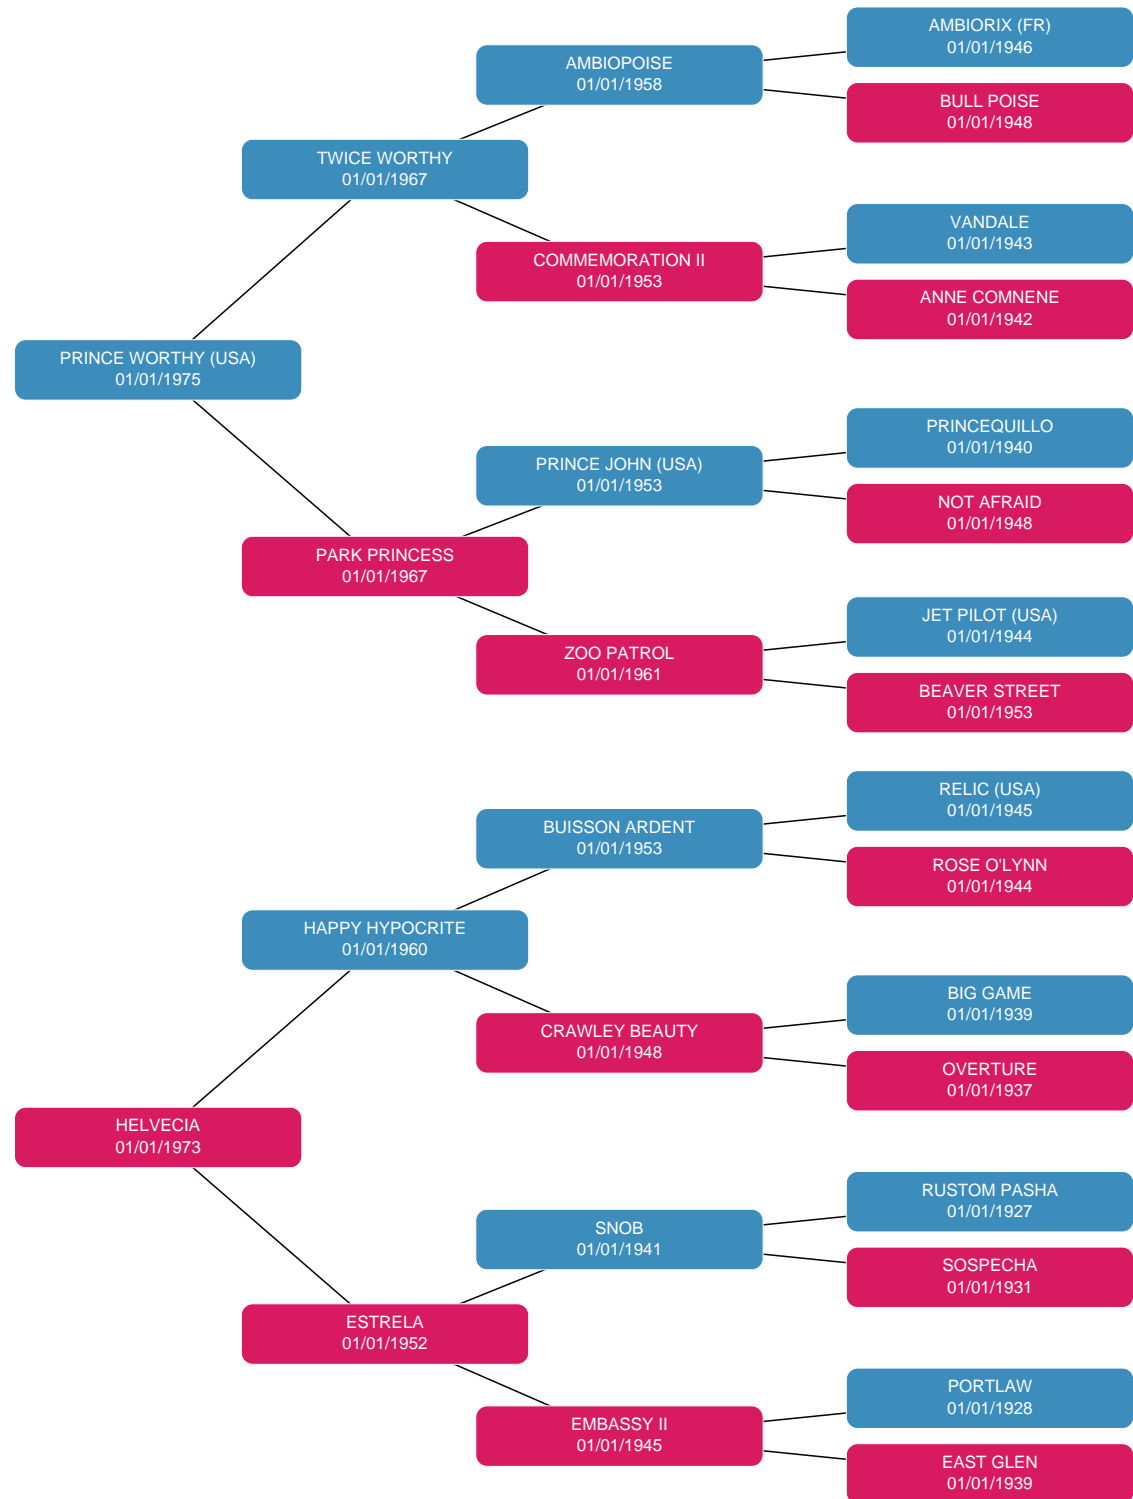 AMBIORIX (FR)
01/01/1946
AMBIOPOISE
01/01/1958
BULL POISE
01/01/1948
TWICE WORTHY
01/01/1967
VANDALE
01/01/1943
COMMEMORATION II
01/01/1953
ANNE COMNENE
01/01/1942
PRINCE WORTHY (USA)
01/01/1975
PRINCEQUILLO
01/01/1940
PRINCE JOHN (USA)
01/01/1953
NOT AFRAID
01/01/1948
PARK PRINCESS
01/01/1967
JET PILOT (USA)
01/01/1944
ZOO PATROL
01/01/1961
BEAVER STREET
01/01/1953
RELIC (USA)
01/01/1945
BUISSON ARDENT
01/01/1953
ROSE O'LYNN
01/01/1944
HAPPY HYPOCRITE
01/01/1960
BIG GAME
01/01/1939
CRAWLEY BEAUTY
01/01/1948
OVERTURE
01/01/1937
HELVECIA
01/01/1973
RUSTOM PASHA
01/01/1927
SNOB
01/01/1941
SOSPECHA
01/01/1931
ESTRELA
01/01/1952
PORTLAW
01/01/1928
EMBASSY II
01/01/1945
EAST GLEN
01/01/1939